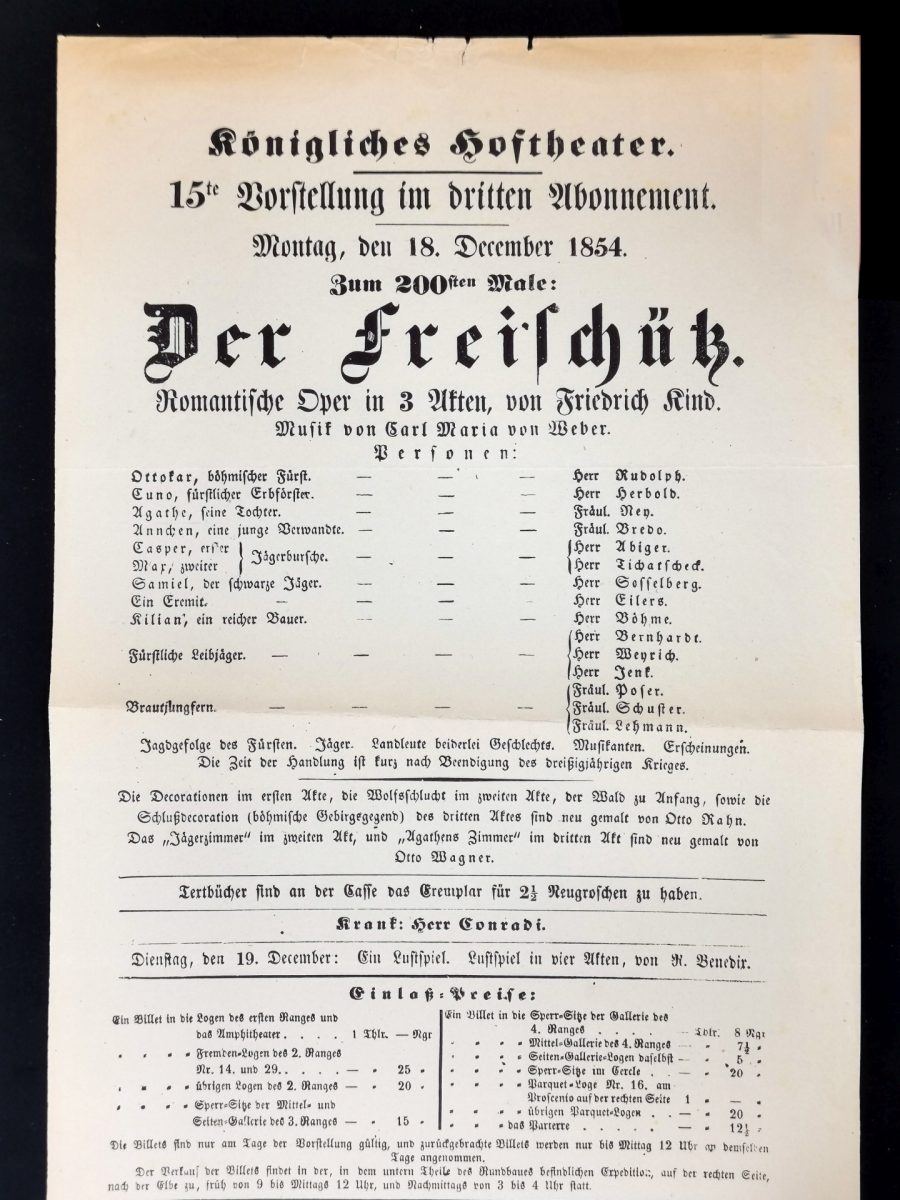 Königliches Hoftheater.
15te Vorstellung im dritten Abonnement.
Montag, den 18. December 1854.
Zum 200sten Male:
Der Freischütz.
Romantische Oper in 3 Akten, von Friedrich Kind.
Musik von Carl Maria von Weber.
Personen:
Ottokar, böhmischer Fürst. — — — Herr Rudolph.
Cuno, fürstlicher Erbförster. — — — Herr Herbold.
Agathe, seine Tochter. — — — Fräul. Ney.
Annchen, eine junge Verwandte. — — — Fräul. Bredo.
Casper, erster } Jägerbursche. — — — { Herr Abiger.
Max, zweiter } { Herr Tichatscheck.
Samiel, der schwarze Jäger. — — — Herr Sosselberg.
Ein Eremit. — — — — Herr Eilers.
Kilian, ein reicher Bauer. — — — Herr Böhme.
{ Herr Bernhardt.
Fürstliche Leibjäger. — — — — { Herr Weyrich.
{ Herr Jenk.
{ Fräul. Poser.
Brautjungfern. — — — — { Fräul. Schuster.
{ Fräul. Lehmann.
Jagdgefolge des Fürsten. Jäger. Landleute beiderlei Geschlechts. Musikanten. Erscheinungen.
Die Zeit der Handlung ist kurz nach Beendigung des dreißigjährigen Krieges.
Die Decorationen im ersten Akte, die Wolfsschlucht im zweiten Akte, der Wald zu Anfang, sowie die
Schlußdecoration (böhmische Gebirgsgegend) des dritten Aktes sind neu gemalt von Otto Rahn.
Das „Jägerzimmer" im zweiten Akt, und „Agathens Zimmer" im dritten Akt sind neu gemalt von
Otto Wagner.
Textbücher sind an der Casse das Exemplar für 2½ Neugroschen zu haben.
Krank: Herr Conradi.
Dienstag, den 19. December: Ein Lustspiel. Lustspiel in vier Akten, von R. Benedix.
Einlaß-Preise:
Ein Billet in die Logen des ersten Ranges und
das Amphitheater. . . . . 1 Thlr. — Ngr
" " " " Fremden-Logen des 2. Ranges
Nr. 14. und 29. . . . — " 25 "
" " " " übrigen Logen des 2. Ranges — " 20 "
" " " " Sperr-Sitze der Mittel- und
Seiten-Gallerie des 3. Ranges — " 15 "
Ein Billet in die Sperr-Sitze der Gallerie des
4. Ranges . . . . — Thlr. 8 Ngr
" " " " Mittel-Gallerie des 4. Ranges — " 7½ "
" " " " Seiten-Gallerie-Logen daselbst — " 5 "
" " " " Sperr-Sitze im Cercle . . — " 20 "
" " " " Parquet-Loge Nr. 16. am
Proscenio auf der rechten Seite 1 " — "
" " " " übrigen Parquet-Logen . . — " 20 "
" " " das Parterre . . . . — " 12½ "
Die Billets sind nur am Tage der Vorstellung gültig, und zurückgebrachte Billets werden nur bis Mittag 12 Uhr an demselben
Tage angenommen.
Der Verkauf der Billets findet in der, in dem untern Theile des Rundbaues befindlichen Expedition, auf der rechten Seite,
nach der Elbe zu, früh von 9 bis Mittags 12 Uhr, und Nachmittags von 3 bis 4 Uhr statt.